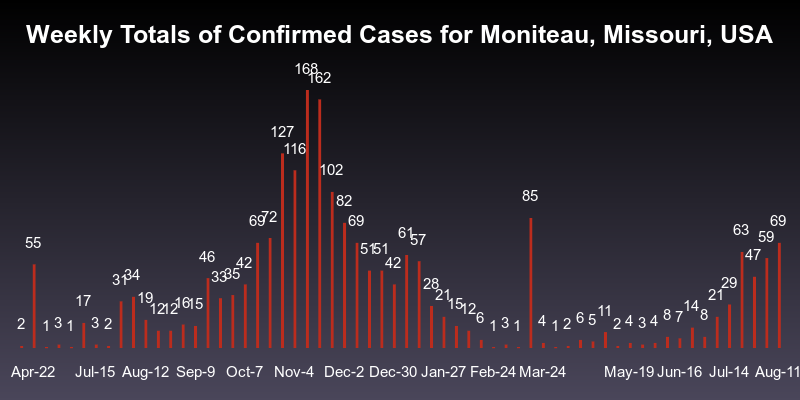 Weekly Totals of Confirmed Cases for Moniteau, Missouri, USA
2 55 1 3 1 17 3 2 31 34 19 12 12 16 15 46 33 35 42 69 72 127 116 168 162 102 82 69 51 51 42 61 57 28 21 15 12 6 1 3 1 85 4 1 2 6 5 11 2 4 3 4 8 7 14 8 21 29 63 47 59 69
Apr-22 Jul-15 Aug-12 Sep-9 Oct-7 Nov-4 Dec-2 Dec-30 Jan-27 Feb-24 Mar-24 May-19 Jun-16 Jul-14 Aug-11